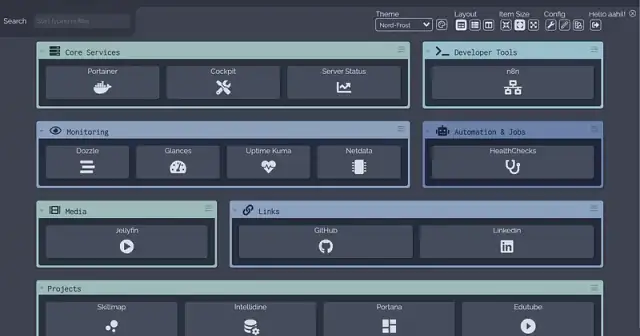 Search
Theme
Layout
Item Size
Config
Hello aahil!
Nord-Frost
Core Services
Portainer
Cockpit
Server Status
Developer Tools
n8n
Monitoring
Dozzle
Glances
Uptime Kuma
Netdata
Automation & Jobs
HealthChecks
Media
Jellyfin
Links
GitHub
Linkedin
Projects
Skillmap
Intellidine
Portana
Edutube